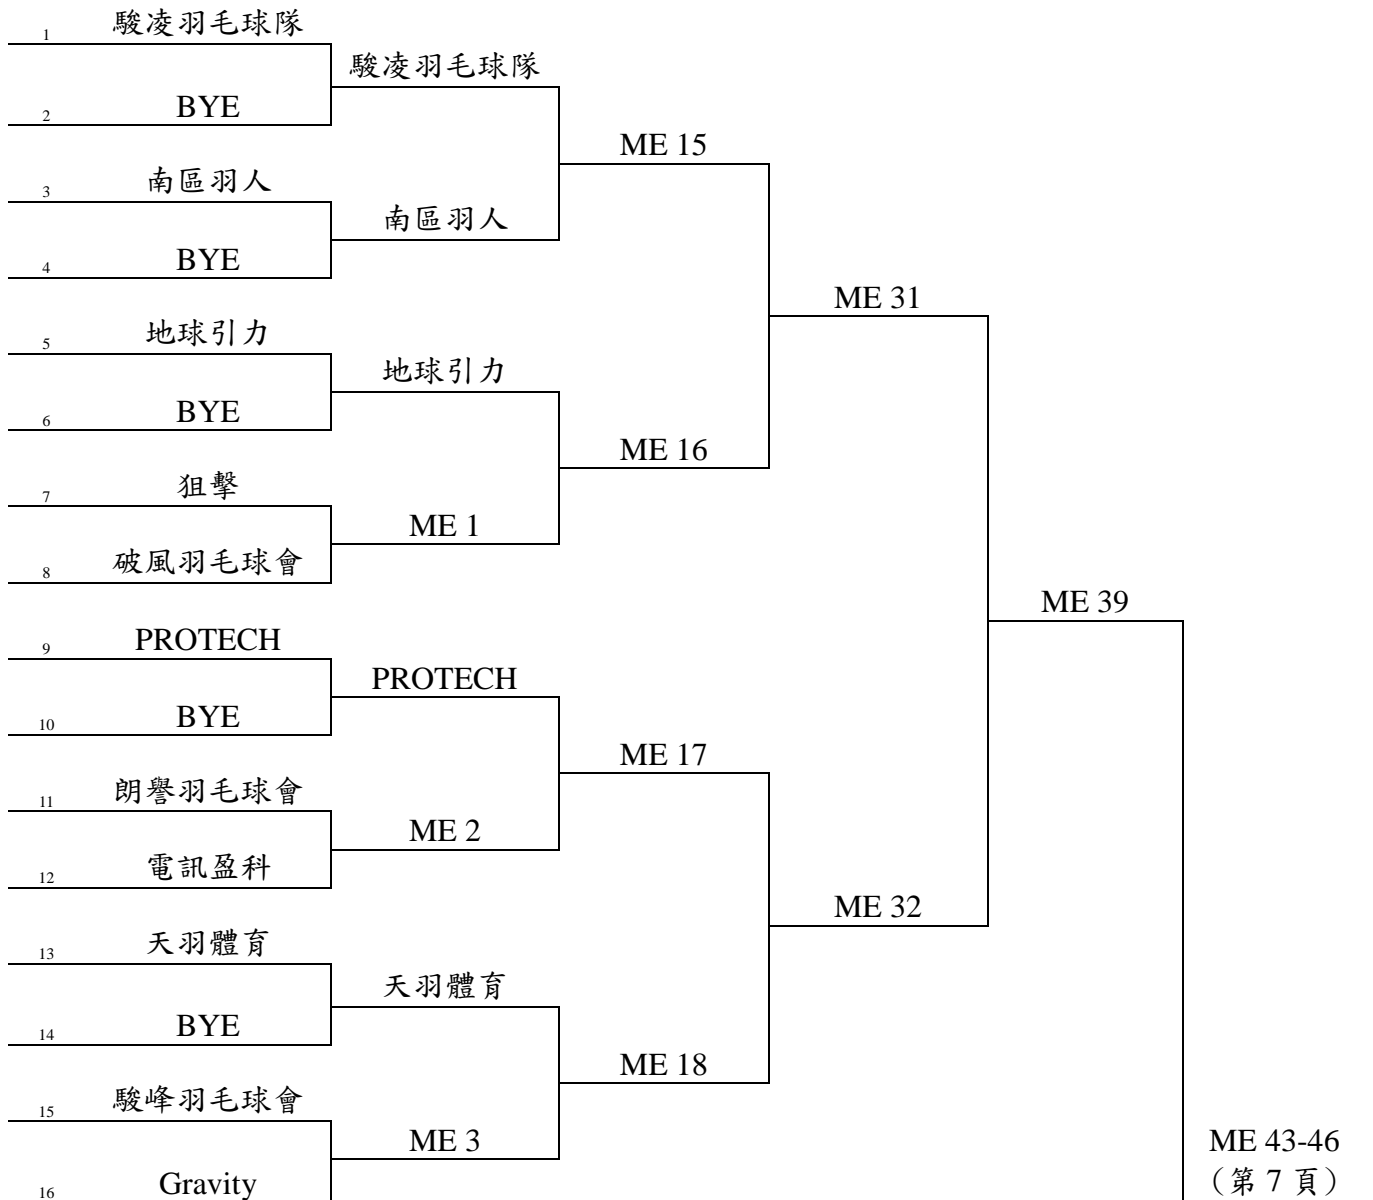 1 駿凌羽毛球隊
駿凌羽毛球隊
2 BYE
ME 15
3 南區羽人
南區羽人
4 BYE
ME 31
5 地球引力
地球引力
6 BYE
ME 16
7 狙擊
ME 1
8 破風羽毛球會
ME 39
9 PROTECH
PROTECH
10 BYE
ME 17
11 朗譽羽毛球會
ME 2
12 電訊盈科
ME 32
13 天羽體育
天羽體育
14 BYE
ME 18
15 駿峰羽毛球會
ME 3
ME 43-46
16 Gravity
（第 7 頁）